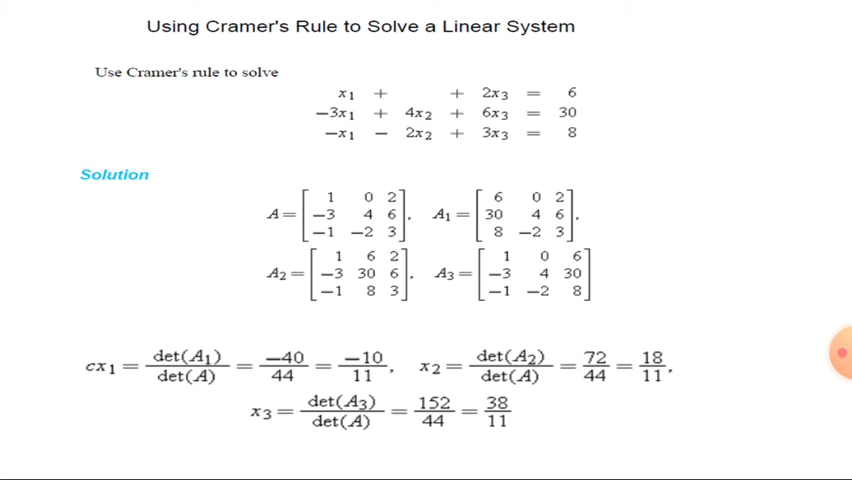 Using Cramer's Rule to Solve a Linear System
Use Cramer's rule to solve
x₁ + + 2x₃ = 6
−3x₁ + 4x₂ + 6x₃ = 30
−x₁ − 2x₂ + 3x₃ = 8
Solution
A = [1 0 2; −3 4 6; −1 −2 3], A₁ = [6 0 2; 30 4 6; 8 −2 3],
A₂ = [1 6 2; −3 30 6; −1 8 3], A₃ = [1 0 6; −3 4 30; −1 −2 8]
cx₁ = det(A₁)/det(A) = −40/44 = −10/11, x₂ = det(A₂)/det(A) = 72/44 = 18/11,
x₃ = det(A₃)/det(A) = 152/44 = 38/11